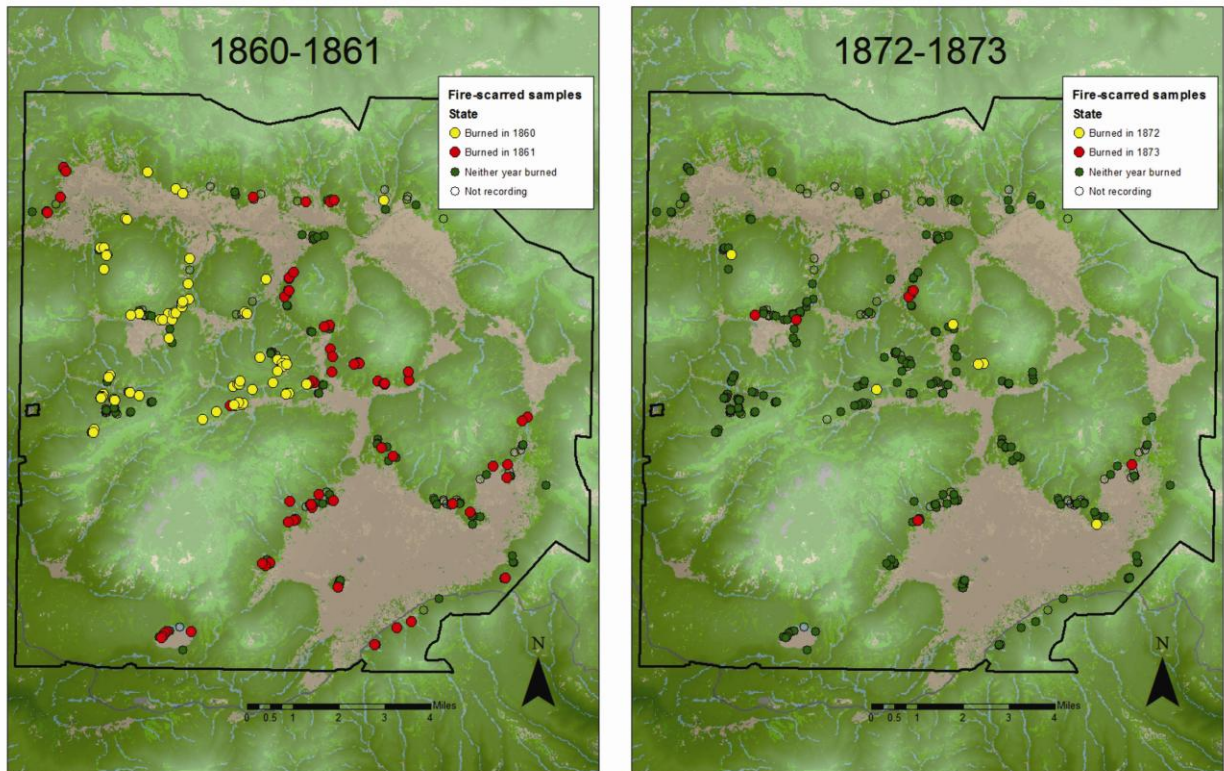 1860-1861
Fire-scarred samples
State
Burned in 1860
Burned in 1861
Neither year burned
Not recording
N
Miles
0 0.5 1 2 3 4
1872-1873
Fire-scarred samples
State
Burned in 1872
Burned in 1873
Neither year burned
Not recording
N
Miles
0 0.5 1 2 3 4